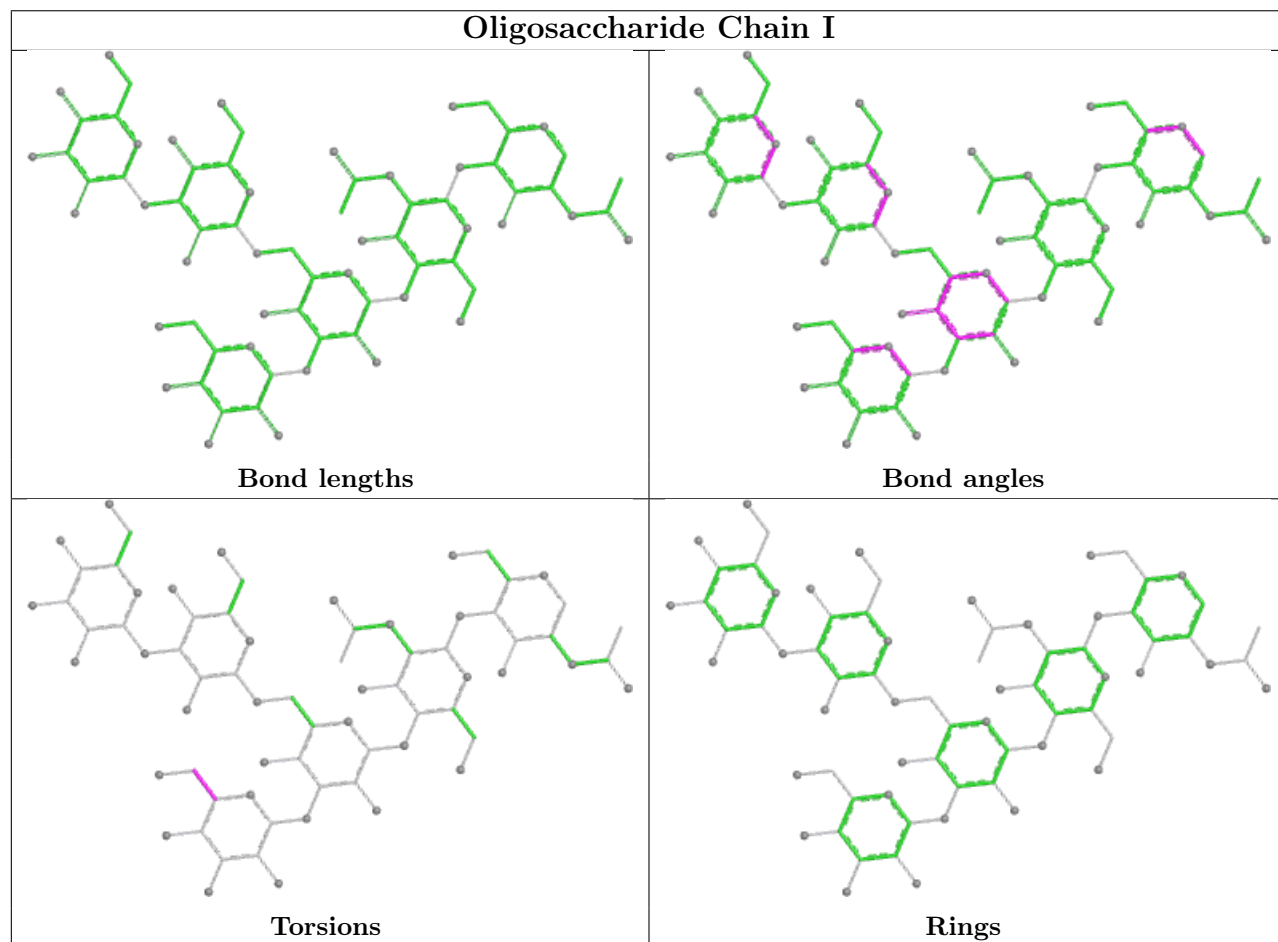 Oligosaccharide Chain I
Bond lengths
Bond angles
Torsions
Rings